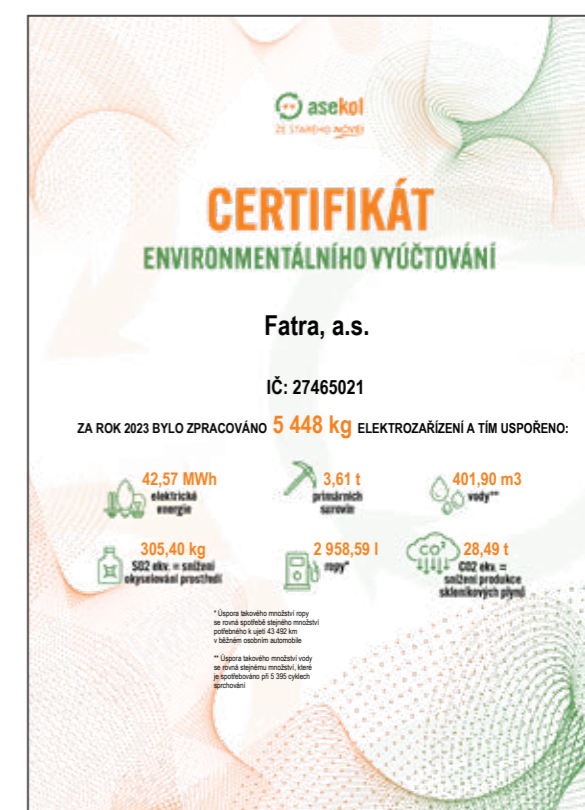 asekol
ZE STARÉHO NOVÉ!
CERTIFIKÁT
ENVIRONMENTÁLNÍHO VYÚČTOVÁNÍ
Fatra, a.s.
IČ: 27465021
ZA ROK 2023 BYLO ZPRACOVÁNO 5 448 kg ELEKTROZAŘÍZENÍ A TÍM USPOŘENO:
42,57 MWh
elektrické
energie
3,61 t
primárních
surovin
401,90 m3
vody**
305,40 kg
SO2 ekv. = snížení
okyselování prostředí
2 958,59 l
ropy*
CO²
28,49 t
CO2 ekv. =
snížení produkce
skleníkových plynů
* Úspora takového množství ropy
se rovná spotřebě stejného množství
potřebného k ujetí 43 492 km
v běžném osobním automobile
** Úspora takového množství vody
se rovná stejnému množství, které
je spotřebováno při 5 395 cyklech
sprchování